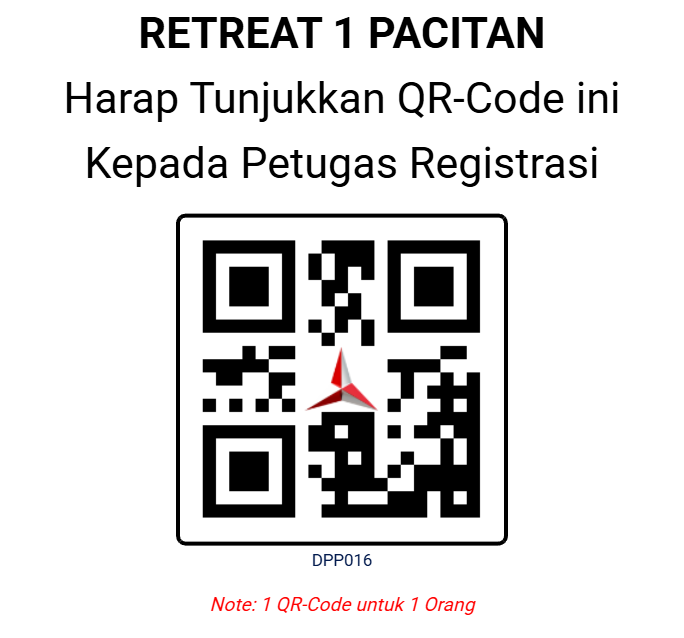 RETREAT 1 PACITAN
Harap Tunjukkan QR-Code ini
Kepada Petugas Registrasi
DPP016
Note: 1 QR-Code untuk 1 Orang